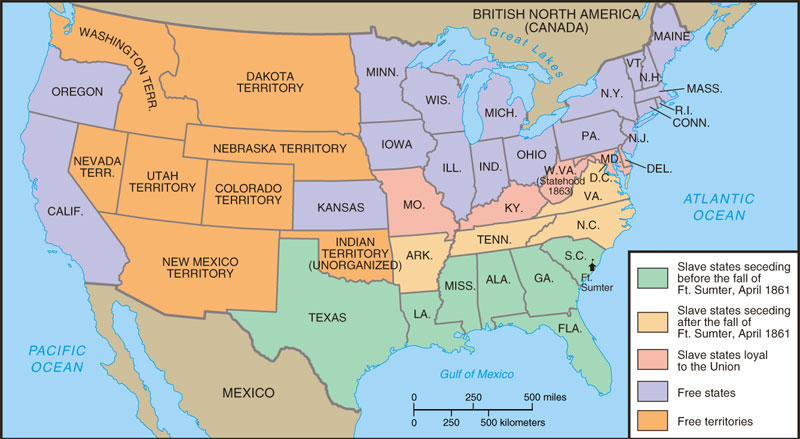 BRITISH NORTH AMERICA
(CANADA)
Great Lakes
WASHINGTON TERR.
DAKOTA
TERRITORY
MINN.
MAINE
VT.
N.H.
OREGON
WIS.
MICH.
N.Y.
MASS.
R.I.
CONN.
NEBRASKA TERRITORY
IOWA
PA.
N.J.
NEVADA
TERR.
UTAH
TERRITORY
COLORADO
TERRITORY
ILL.
IND.
OHIO
MD.
DEL.
W.VA.
(Statehood
1863)
D.C.
VA.
CALIF.
KANSAS
MO.
KY.
ATLANTIC
OCEAN
N.C.
TENN.
NEW MEXICO
TERRITORY
INDIAN
TERRITORY
(UNORGANIZED)
ARK.
S.C.
Ft.
Sumter
MISS.
ALA.
GA.
TEXAS
LA.
FLA.
PACIFIC
OCEAN
MEXICO
Gulf of Mexico
0 250 500 miles
0 250 500 kilometers
Slave states seceding
before the fall of
Ft. Sumter, April 1861
Slave states seceding
after the fall of
Ft. Sumter, April 1861
Slave states loyal
to the Union
Free states
Free territories